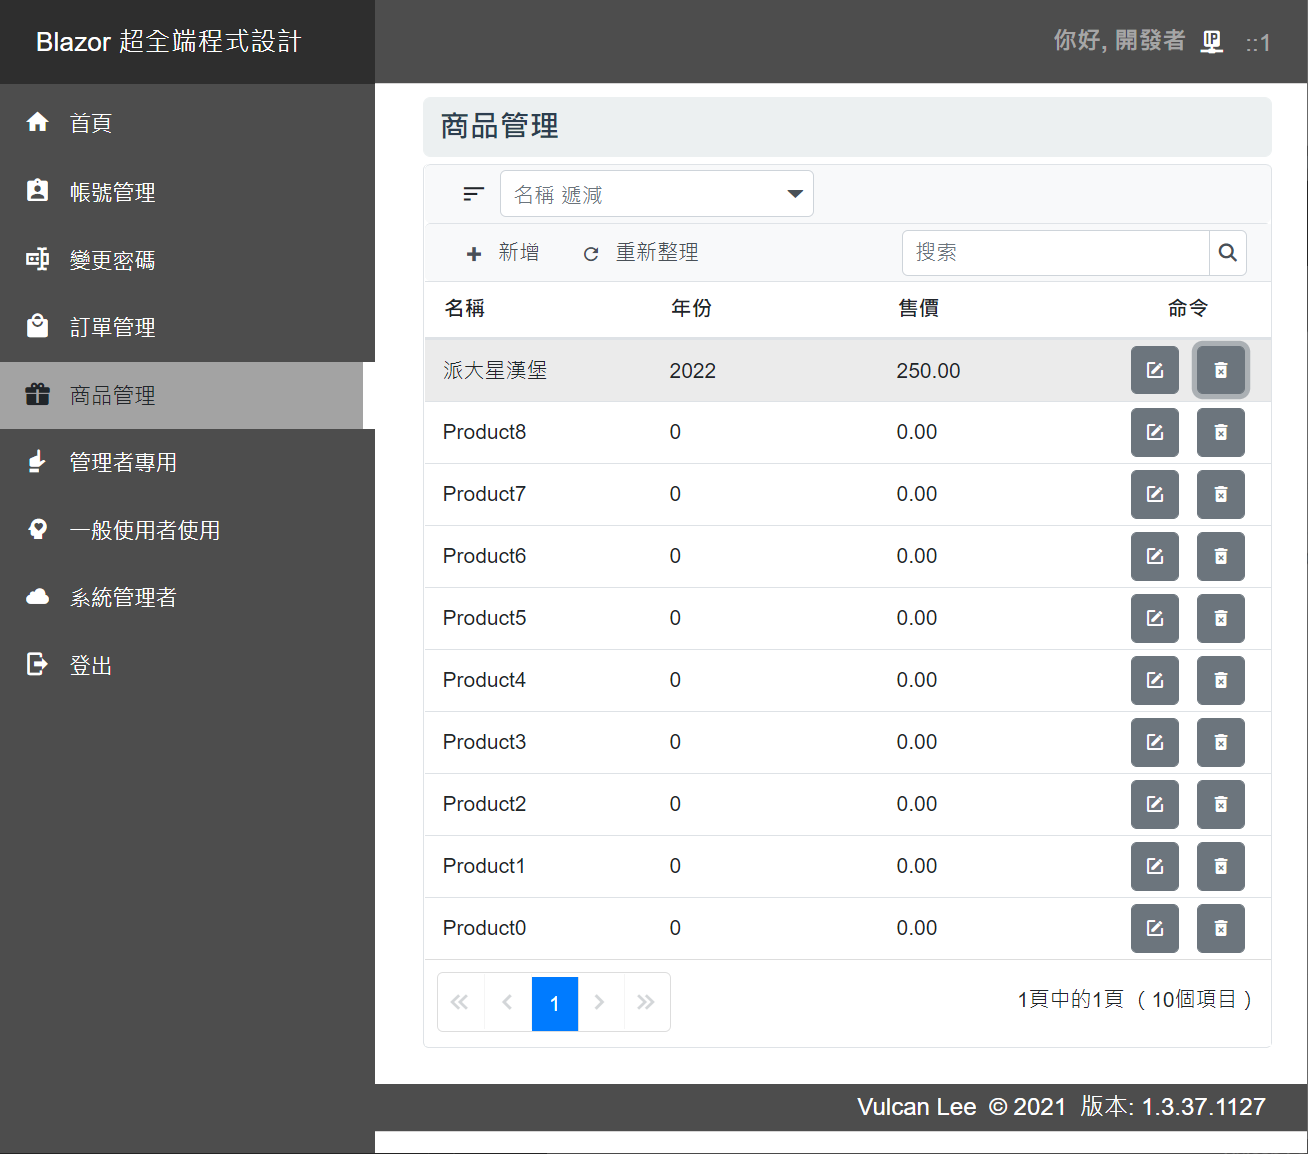 Blazor 超全端程式設計
你好, 開發者 IP ::1
首頁
帳號管理
變更密碼
訂單管理
商品管理
管理者專用
一般使用者使用
系統管理者
登出
商品管理
名稱 遞減
新增 重新整理 搜索
名稱 年份 售價 命令
派大星漢堡 2022 250.00
Product8 0 0.00
Product7 0 0.00
Product6 0 0.00
Product5 0 0.00
Product4 0 0.00
Product3 0 0.00
Product2 0 0.00
Product1 0 0.00
Product0 0 0.00
1 1頁中的1頁 ( 10個項目 )
Vulcan Lee © 2021 版本: 1.3.37.1127